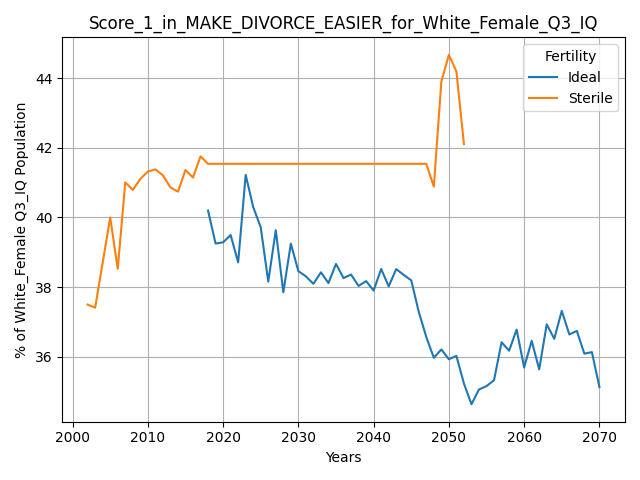 Score_1_in_MAKE_DIVORCE_EASIER_for_White_Female_Q3_IQ
Fertility
Ideal
Sterile
% of White_Female Q3_IQ Population
44
42
40
38
36
2000 2010 2020 2030 2040 2050 2060 2070
Years